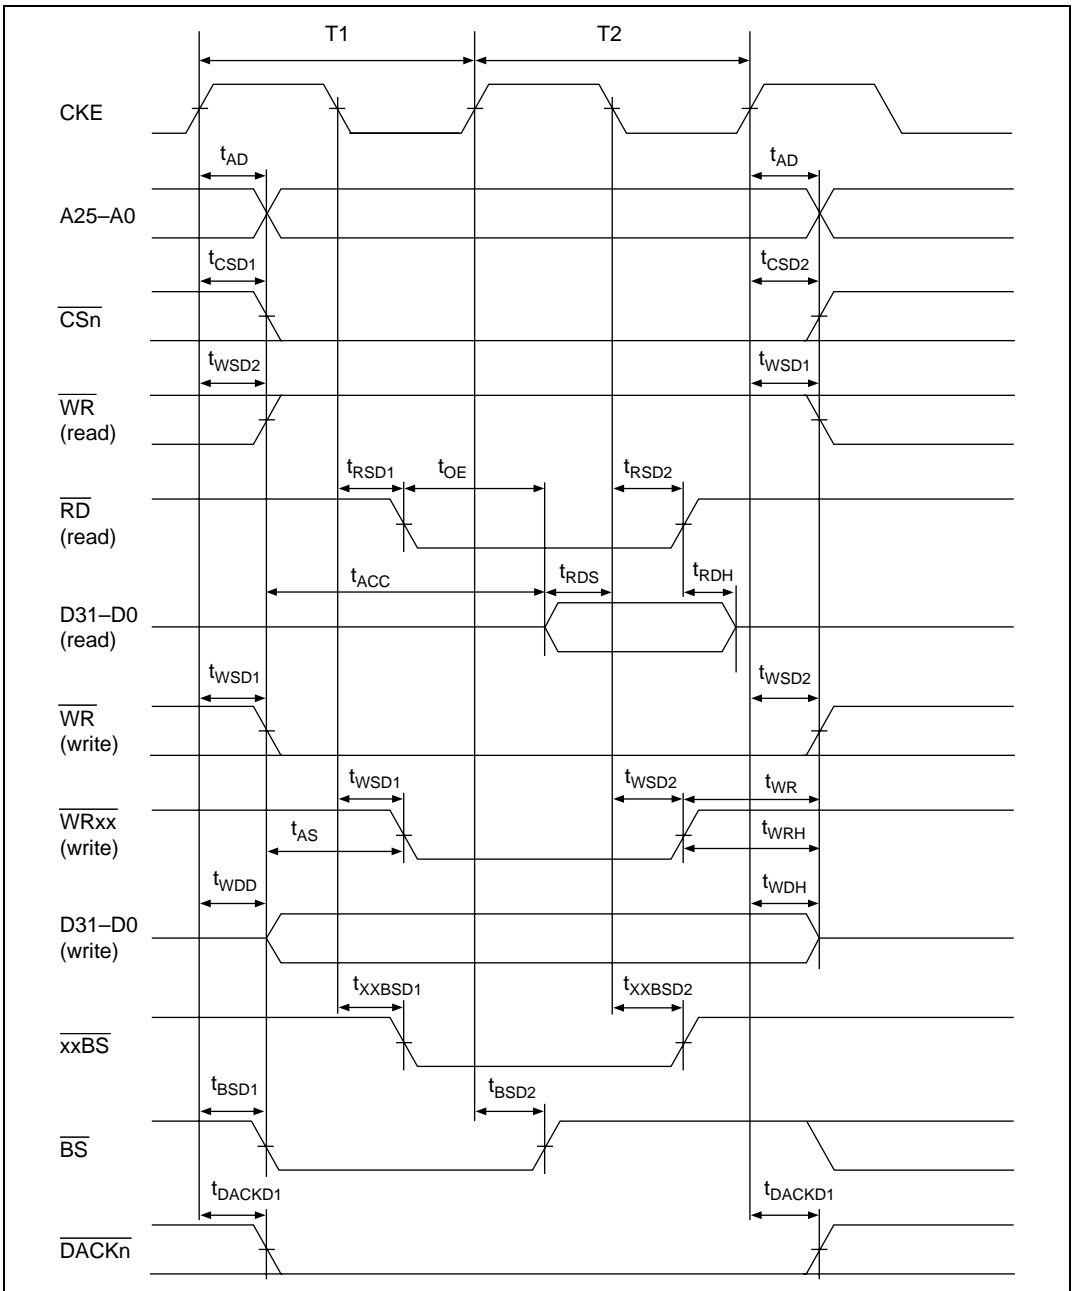 T1 T2
CKE
tAD tAD
A25–A0
tCSD1 tCSD2
CSn
tWSD2 tWSD1
WR
(read)
tRSD1 tOE tRSD2
RD
(read)
tACC tRDS tRDH
D31–D0
(read)
tWSD1 tWSD2
WR
(write)
tWSD1 tWSD2 tWR
WRxx
(write)
tAS tWRH
tWDD tWDH
D31–D0
(write)
tXXBSD1 tXXBSD2
xxBS
tBSD1 tBSD2
BS
tDACKD1 tDACKD1
DACKn